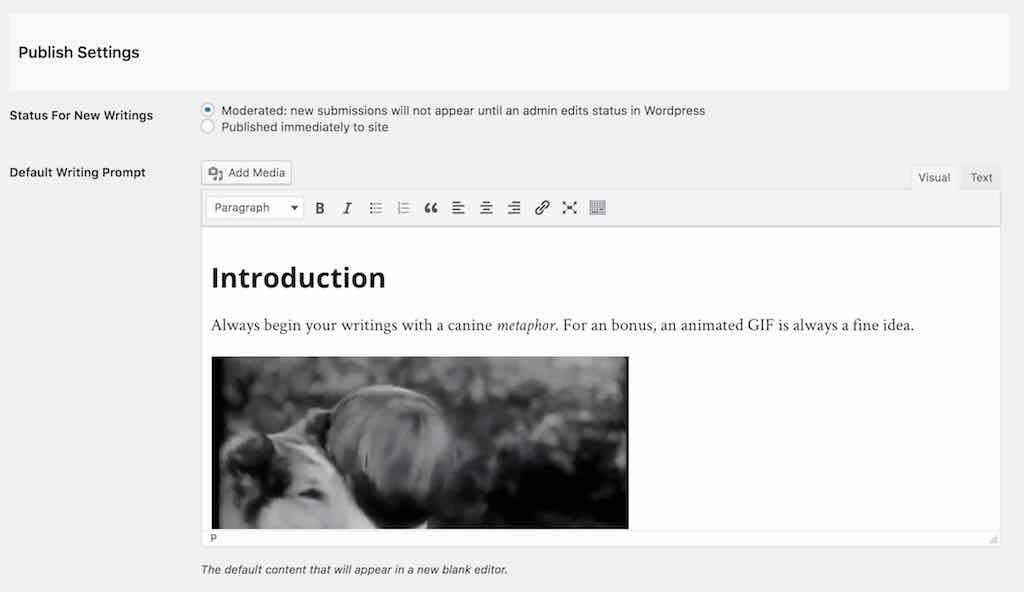 Publish Settings
Status For New Writings
Moderated: new submissions will not appear until an admin edits status in Wordpress
Published immediately to site
Default Writing Prompt
Add Media
Visual
Text
Paragraph
B
I
Introduction
Always begin your writings with a canine metaphor. For an bonus, an animated GIF is always a fine idea.
P
The default content that will appear in a new blank editor.